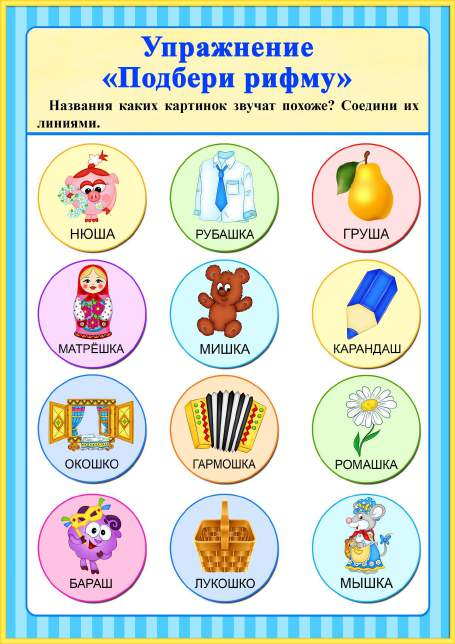 Упражнение
«Подбери рифму»
Названия каких картинок звучат похоже? Соедини их
линиями.
НЮША
РУБАШКА
ГРУША
МАТРЁШКА
МИШКА
КАРАНДАШ
ОКОШКО
ГАРМОШКА
РОМАШКА
БАРАШ
ЛУКОШКО
МЫШКА